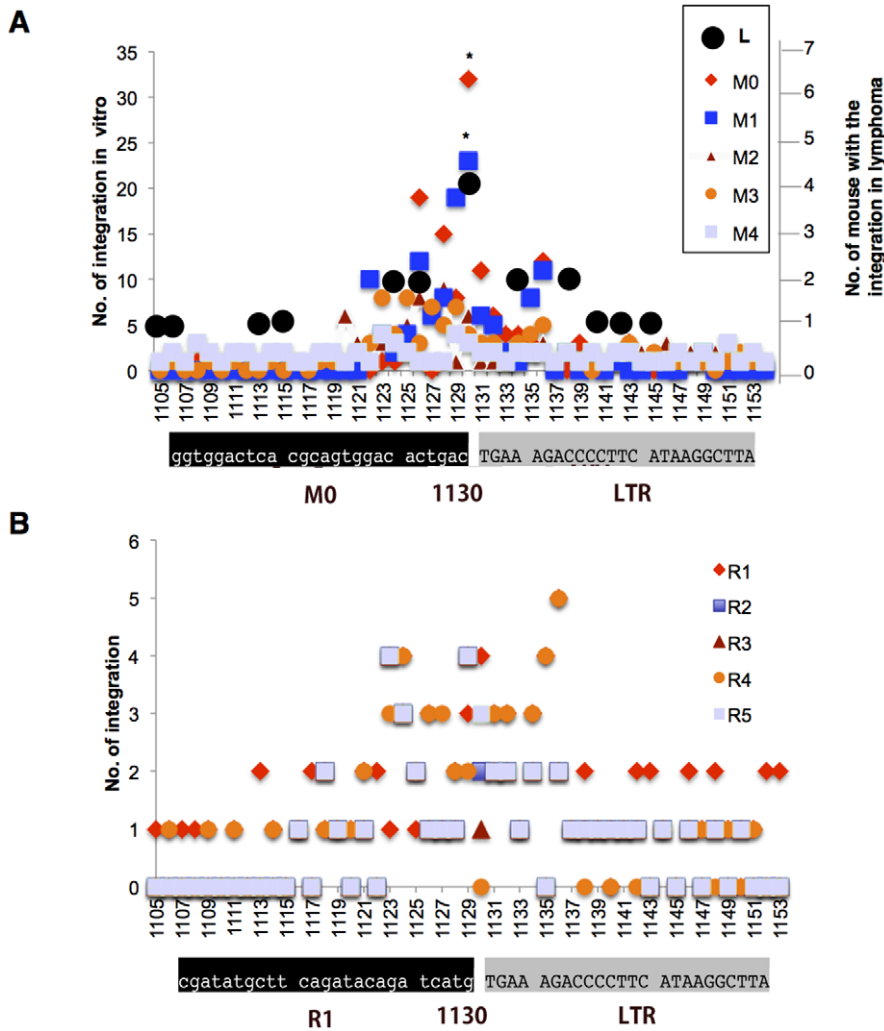 A
No. of integration in vitro
35
30
25
20
15
10
5
0
*
*
L
M0
M1
M2
M3
M4
7
6
5
4
3
2
1
0
No. of mouse with the
integration in lymphoma
1105 1107 1109 1111 1113 1115 1117 1119 1121 1123 1125 1127 1129 1131 1133 1135 1137 1139 1141 1143 1145 1147 1149 1151 1153
ggtggactca cgcagtggac actgac TGAA AGACCCCTTC ATAAGGCTTA
M0 1130 LTR
B
No. of integration
6
5
4
3
2
1
0
R1
R2
R3
R4
R5
1105 1107 1109 1111 1113 1115 1117 1119 1121 1123 1125 1127 1129 1131 1133 1135 1137 1139 1141 1143 1145 1147 1149 1151 1153
cgatatgctt cagatacaga tcatg TGAA AGACCCCTTC ATAAGGCTTA
R1 1130 LTR